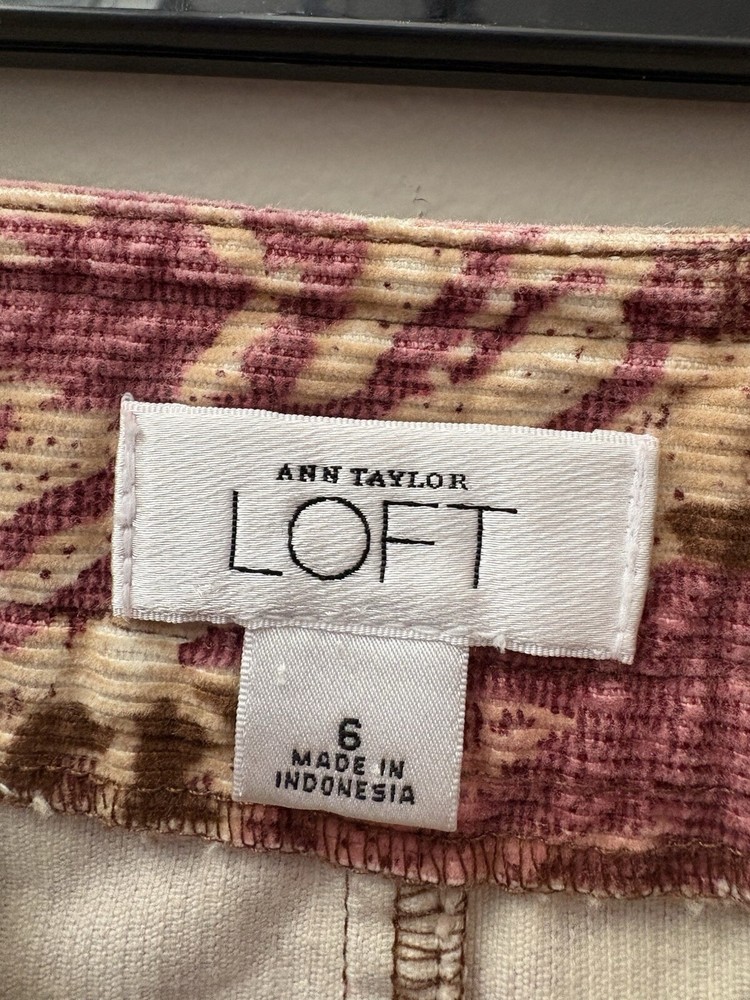 ANN TAYLOR
LOFT
6
MADE IN
INDONESIA